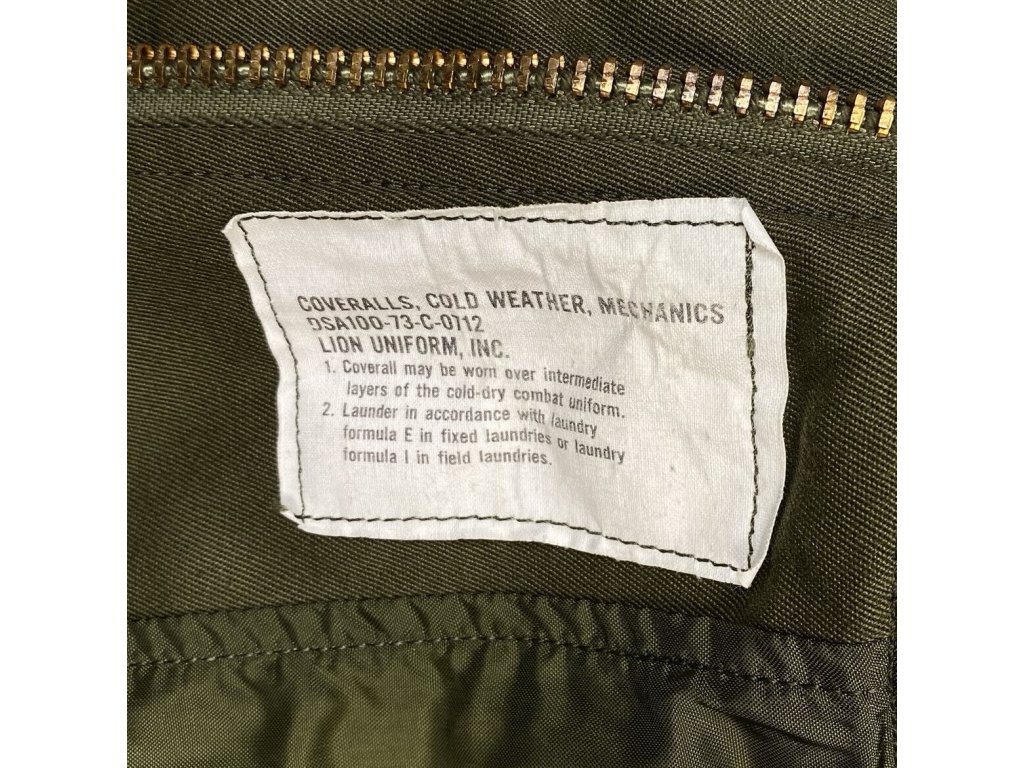 COVERALLS, COLD WEATHER, MECHANICS
DSA100-73-C-0712
LION UNIFORM, INC.
1. Coverall may be worn over intermediate
layers of the cold-dry combat uniform.
2. Launder in accordance with laundry
formula E in fixed laundries or laundry
formula I in field laundries.